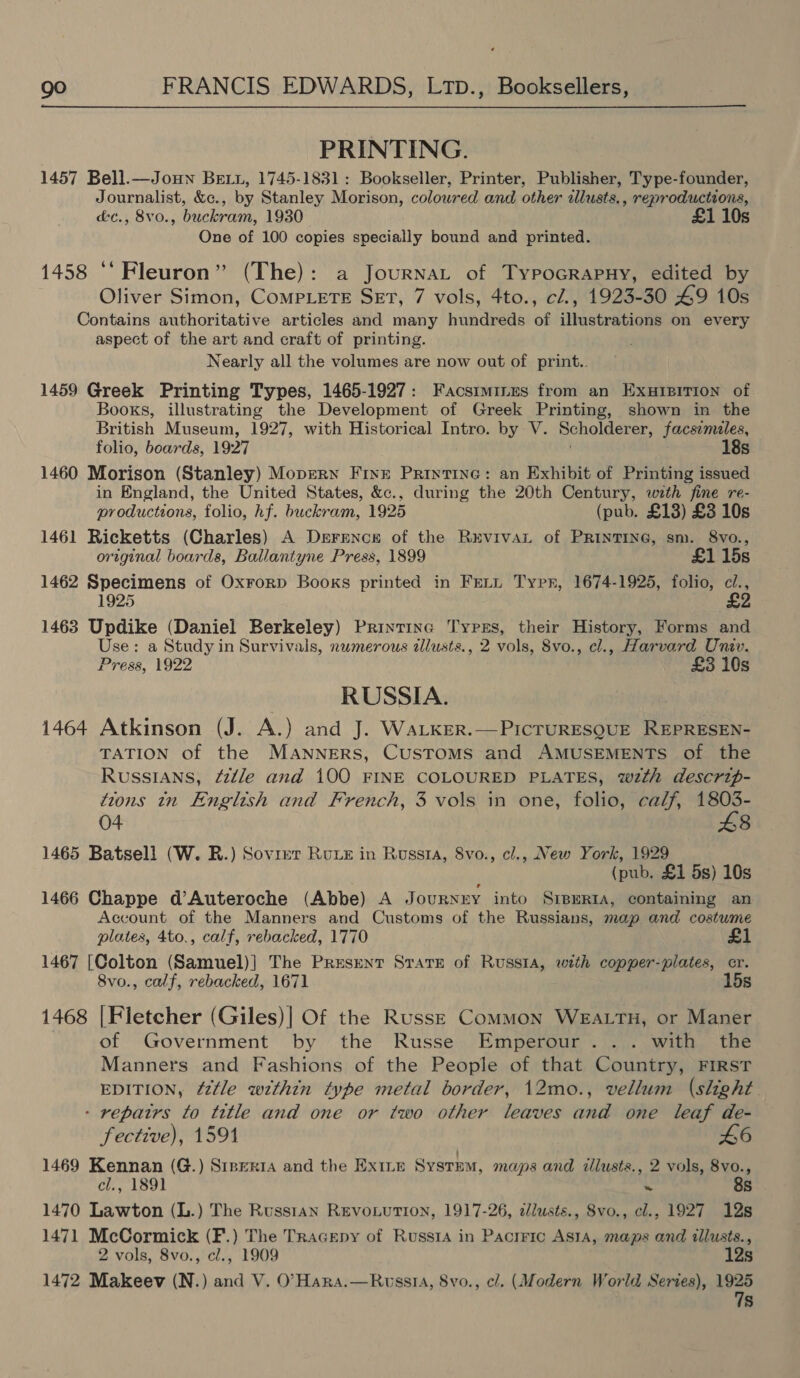 90 FRANCIS EDWARDS, LTD., Booksellers,
PRINTING.
1457 Bell.—John Bell, 1745-1831: Bookseller, Printer, Publisher, Type-founder,
Journalist, &c., by Stanley Morison, coloured and other illusts., reproductions,
&c., 8vo., buckram, 1930 £1 10s
One of 100 copies specially bound and printed.
1458 “Fleuron” (The): a Journal of Typography, edited by
Oliver Simon, Complete Set, 7 vols, 4to., cl., 1923-30 £9 10s
Contains authoritative articles and many hundreds of illustrations on every
aspect of the art and craft of printing.
Nearly all the volumes are now out of print.
1459 Greek Printing Types, 1465-1927: Facsimiles from an Exhibition of
Books, illustrating the Development of Greek Printing, shown in the
British Museum, 1927, with Historical Intro. by V. Scholderer, facsimiles,
folio, boards, 1927 18s
1460 Morison (Stanley) Modern Fine Printing: an Exhibit of Printing issued
in England, the United States, &c., during the 20th Century, with fine re-
productions, folio, hf. buckram, 1925 (pub. £13) £3 10s
1461 Ricketts (Charles) A Defence of the Revival of Printing, sm. 8vo.,
original boards, Ballantyne Press, 1899 £1 15s
1462 Specimens of Oxford Books printed in Fell Type, 1674-1925, folio, cl.,
1925 £2
1463 Updike (Daniel Berkeley) Printing Types, their History, Forms and
Use: a Study in Survivals, numerous illusts., 2 vols, 8vo., cl., Harvard Univ.
Press, 1922 £3 10s
RUSSIA.
1464 Atkinson (J. A.) and J. Walker.—Picturesque Represen-
tation of the Manners, Customs and Amusements of the
Russians, title and 100 FINE COLOURED PLATES, with descrip-
tions in English and French, 3 vols in one, folio, calf, 1803-
04 £8
1465 Batsell (W. R.) Soviet Rule in Russia, 8vo., cl., New York, 1929
(pub. £1 5s) 10s
1466 Chappe d'Auteroche (Abbe) A Journey into Siberia, containing an
Account of the Manners and Customs of the Russians, map and costume
plates, 4to., calf, rebacked, 1770 £1
1467 [Colton (Samuel)] The Present State of Russia, with copper-plates, cr.
8vo., calf, rebacked, 1671 15s
1468 [Fletcher (Giles)] Of the Russe Common Wealth, or Maner
of Government by the Russe Emperour . . . with the
Manners and Fashions of the People of that Country, FIRST
EDITION, title within type metal border, 12mo., vellum (slight
repairs to title and one or two other leaves and one leaf de-
fective), 1591 £6
1469 Kennan (G.) Siberia and the Exile System, maps and illusts., 2 vols, 8vo.,
cl., 1891 8s
1470 Lawton (L.) The Russian Revolution, 1917-26, illusts., 8vo., cl., 1927 12s
1471 McCormick (F.) The Tragedy of Russia in Pacific Asia, maps and illusts.,
2 vols, 8vo., cl., 1909 12s
1472 Makeev (N.) and V. O'Hara.—Russia, 8vo., cl. (Modern World Series), 1925
7s